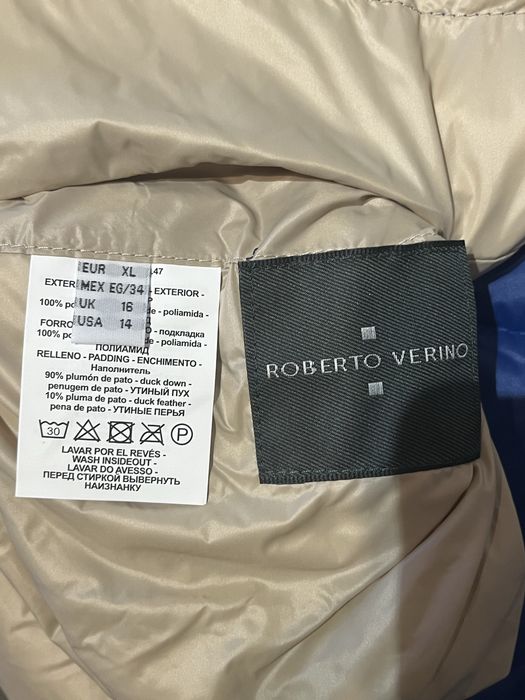 EUR XL
MEX EG/34
UK 16
USA 14
.47
EXTER - EXTERIOR -
100% po de - poliamida -
FORRO - подкладка
100% po de - poliamida -
ПОЛИАМИД
RELLENO - PADDING - ENCHIMENTO -
Наполнитель
90% plumón de pato - duck down -
penugem de pato - УТИНЫЙ ПУХ
10% pluma de pato - duck feather -
pena de pato - УТИНЫЕ ПЕРЬЯ
30 P
LAVAR POR EL REVÉS -
WASH INSIDEOUT -
LAVAR DO AVESSO -
ПЕРЕД СТИРКОЙ ВЫВЕРНУТЬ
НАИЗНАНКУ
ROBERTO VERINO